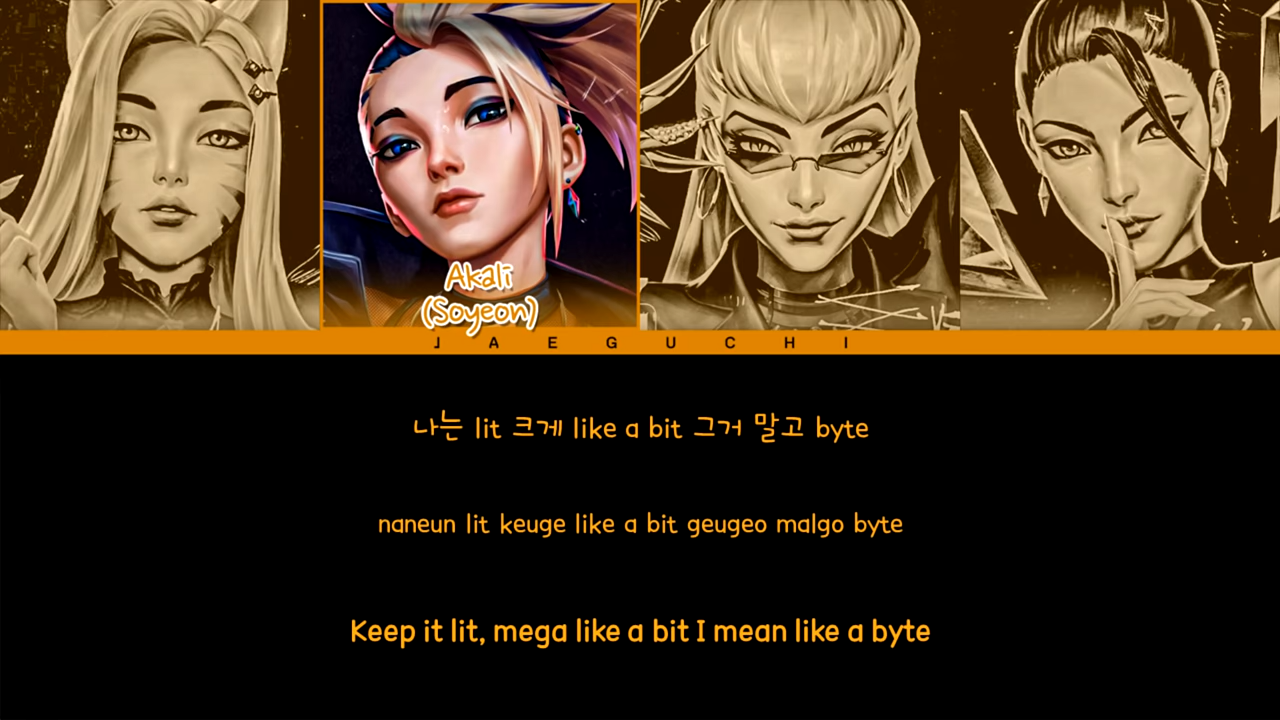 Akali
(Soyeon)
JAEGUCHI
나는 lit 크게 like a bit 그거 말고 byte
naneun lit keuge like a bit geugeo malgo byte
Keep it lit, mega like a bit I mean like a byte